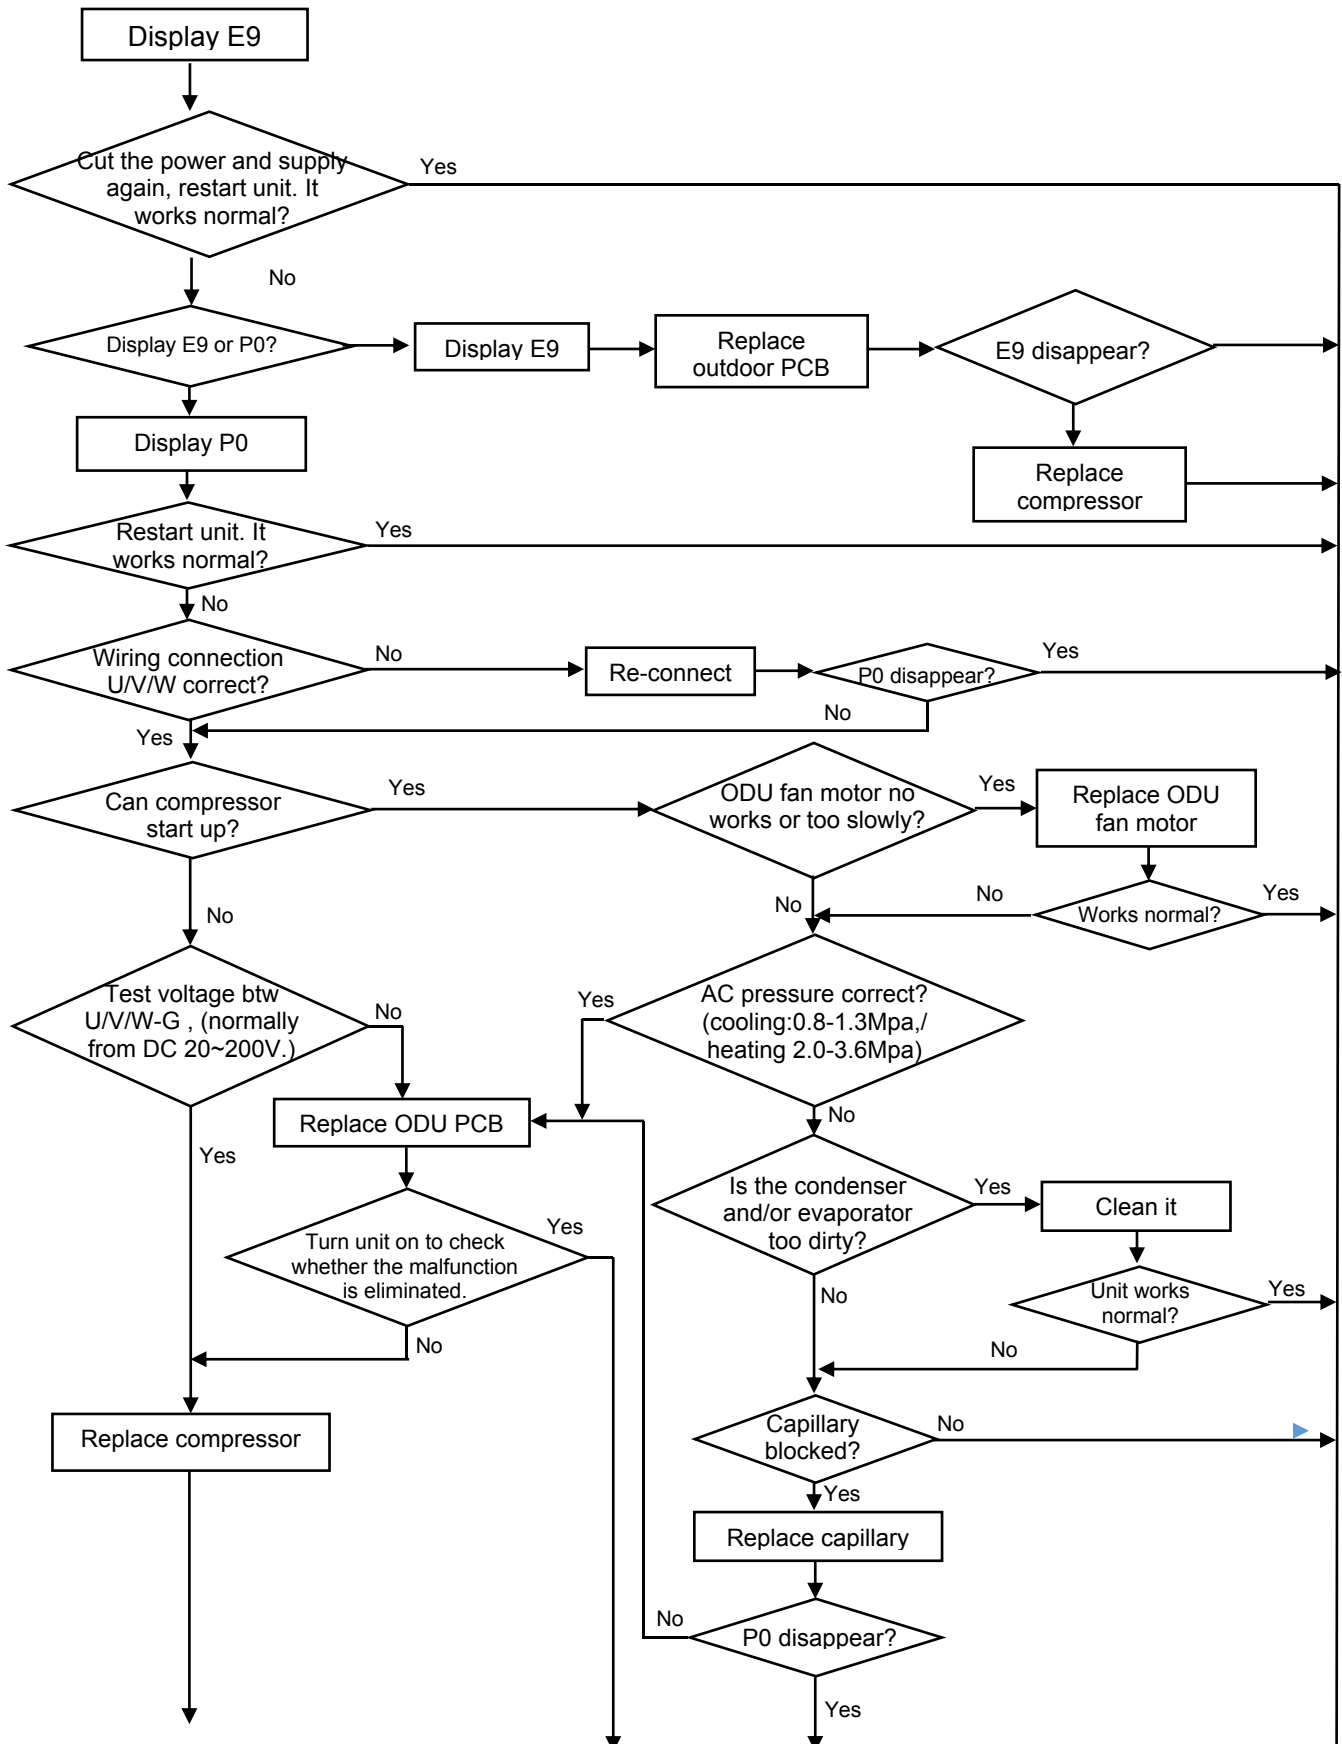 Display E9
Cut the power and supply
again, restart unit. It
works normal?
Yes
No
Display E9 or P0?
Display E9
Replace
outdoor PCB
E9 disappear?
Display P0
Replace
compressor
Restart unit. It
works normal?
Yes
No
Wiring connection
U/V/W correct?
No
Re-connect
P0 disappear?
Yes
No
Yes
Can compressor
start up?
Yes
ODU fan motor no
works or too slowly?
Yes
Replace ODU
fan motor
No
No
No
Works normal?
Yes
Test voltage btw
U/V/W-G , (normally
from DC 20~200V.)
No
Yes
AC pressure correct?
(cooling:0.8-1.3Mpa,/
heating 2.0-3.6Mpa)
Replace ODU PCB
No
Yes
Is the condenser
and/or evaporator
too dirty?
Yes
Clean it
Turn unit on to check
whether the malfunction
is eliminated.
Yes
No
No
Unit works
normal?
Yes
No
Replace compressor
Capillary
blocked?
No
Yes
Replace capillary
No
P0 disappear?
Yes